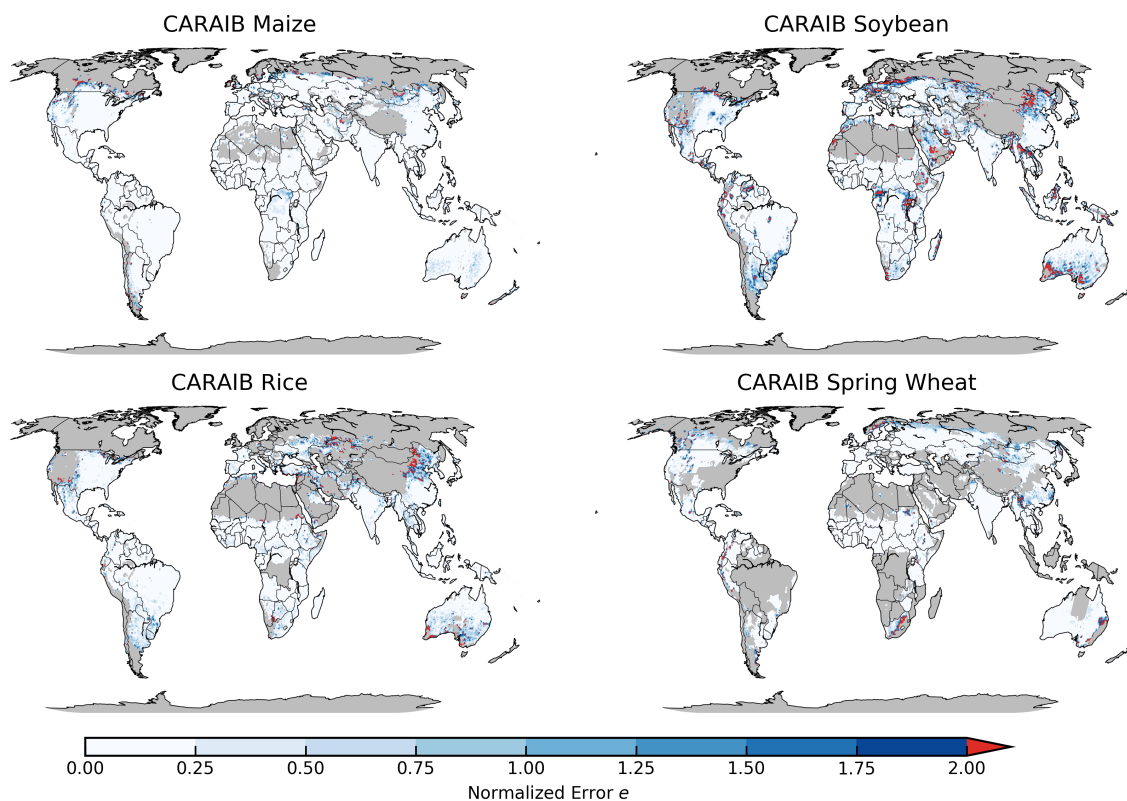 CARAIB Maize
CARAIB Soybean
CARAIB Rice
CARAIB Spring Wheat
0.00 0.25 0.50 0.75 1.00 1.25 1.50 1.75 2.00
Normalized Error e